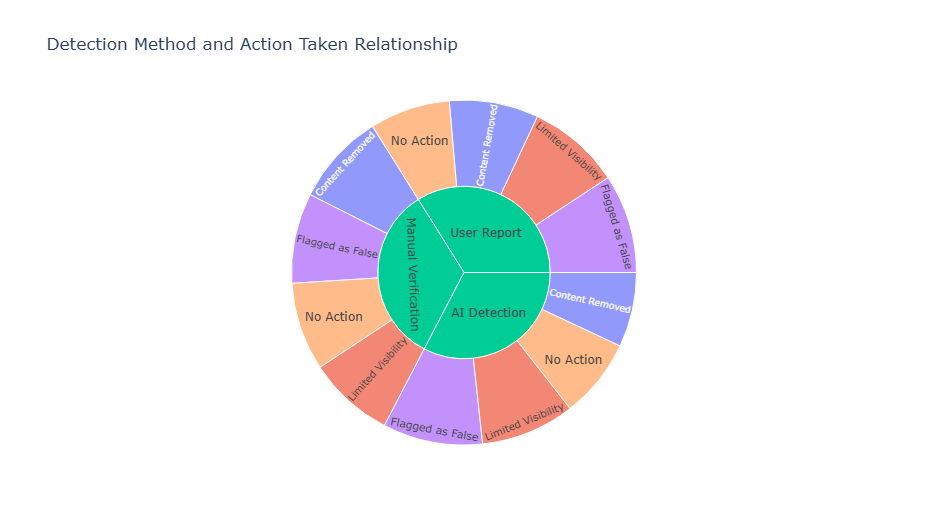 Detection Method and Action Taken Relationship
No Action
Content Removed
Limited Visibility
Content Removed
Flagged as False
User Report
Manual Verification
Flagged as False
Content Removed
AI Detection
No Action
No Action
Limited Visibility
Flagged as False
Limited Visibility